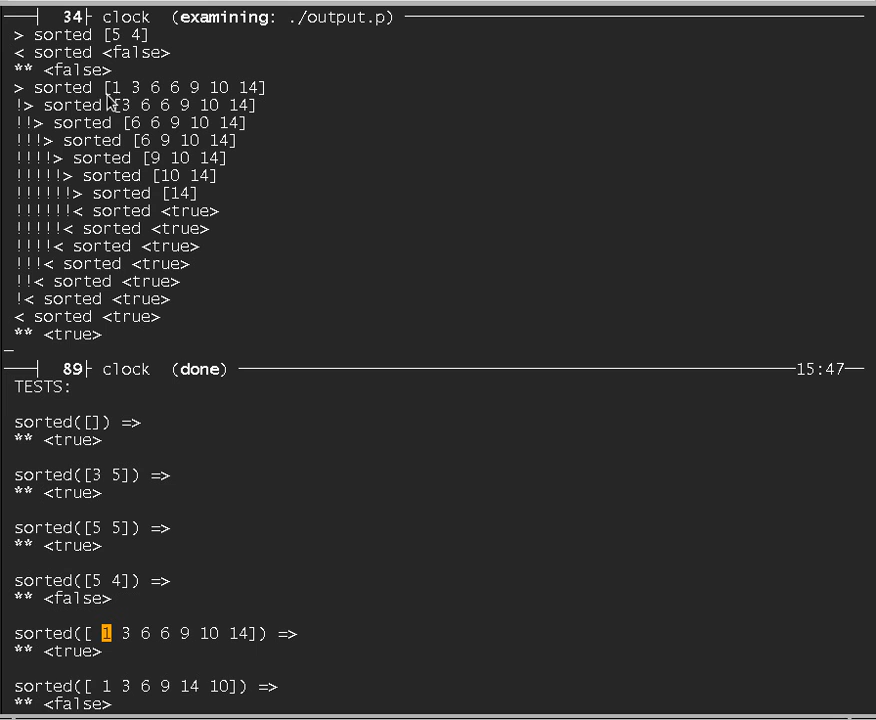 34 clock (examining: ./output.p)
> sorted [5 4]
< sorted <false>
** <false>
> sorted [1 3 6 6 9 10 14]
!> sorted [3 6 6 9 10 14]
!!> sorted [6 6 9 10 14]
!!!> sorted [6 9 10 14]
!!!!> sorted [9 10 14]
!!!!!> sorted [10 14]
!!!!!!> sorted [14]
!!!!!!< sorted <true>
!!!!!< sorted <true>
!!!!< sorted <true>
!!!< sorted <true>
!!< sorted <true>
!< sorted <true>
< sorted <true>
** <true>
89 clock (done) 15:47
TESTS:
sorted([]) =>
** <true>
sorted([3 5]) =>
** <true>
sorted([5 5]) =>
** <true>
sorted([5 4]) =>
** <false>
sorted([ 1 3 6 6 9 10 14]) =>
** <true>
sorted([ 1 3 6 9 14 10]) =>
** <false>